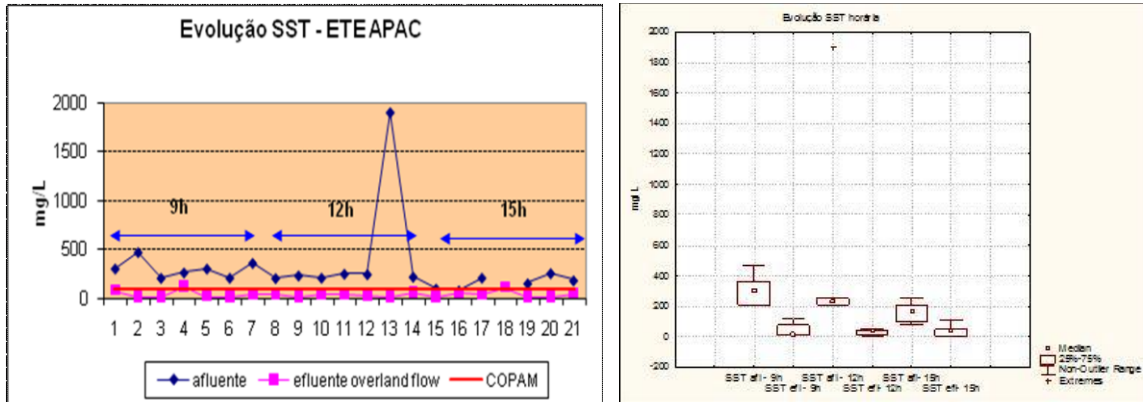 Evolução SST - ETE APAC
mg/L
2000
1500
1000
500
0
9h
12h
15h
1 2 3 4 5 6 7 8 9 10 11 12 13 14 15 16 17 18 19 20 21
afluente
efluente overland flow
COPAM
Evolução SST horária
mg/L
2000
1800
1600
1400
1200
1000
800
600
400
200
0
-200
SST afl - 9h
SST efl - 9h
SST afl - 12h
SST efl - 12h
SST afl - 15h
SST efl - 15h
Median
25%-75%
Non-Outlier Range
Extremes